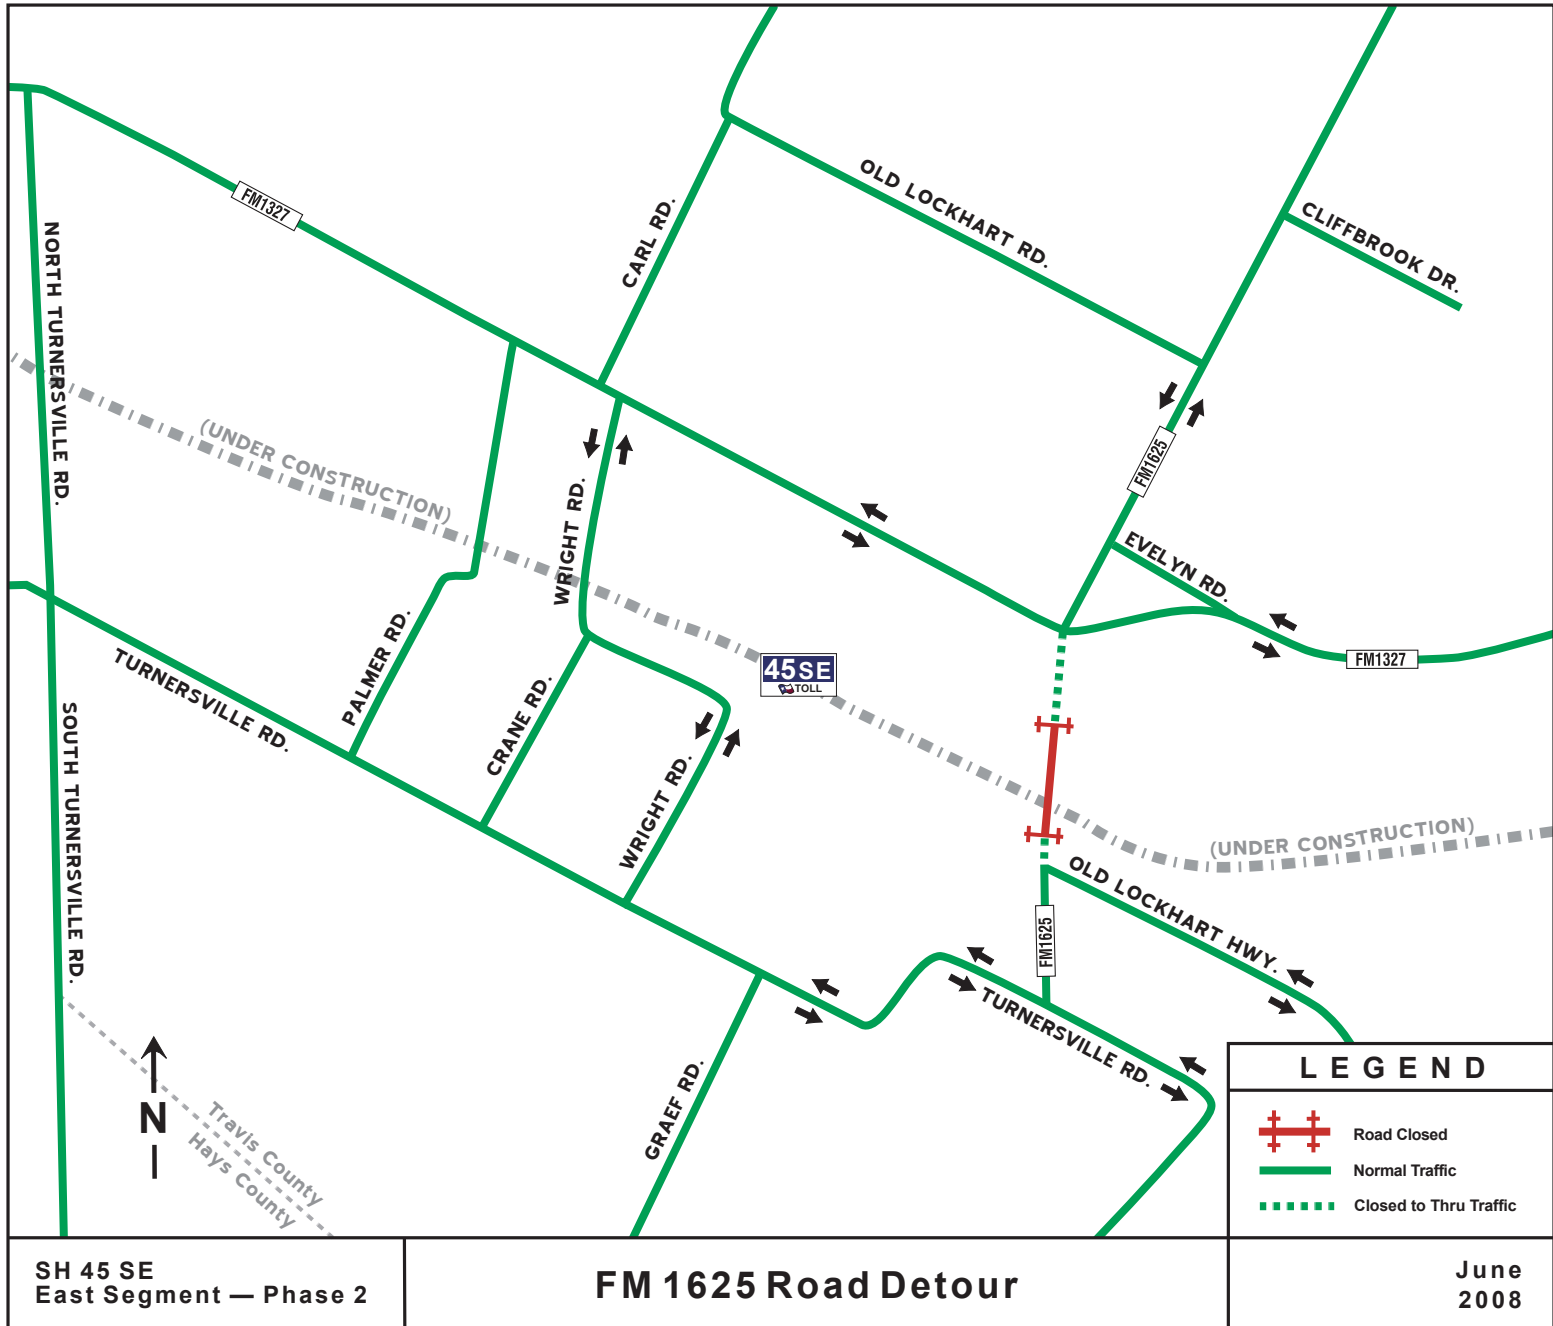 OLD LOCKHART RD.
CLIFFBROOK DR.
FM1327
CARL RD.
NORTH TURNERSVILLE RD.
(UNDER CONSTRUCTION)
FM1625
WRIGHT RD.
EVELYN RD.
FM1327
TURNERSVILLE RD.
PALMER RD.
45SE
TOLL
CRANE RD.
SOUTH TURNERSVILLE RD.
WRIGHT RD.
(UNDER CONSTRUCTION)
OLD LOCKHART HWY.
FM1625
TURNERSVILLE RD.
GRAEF RD.
N
Travis County
Hays County
LEGEND
Road Closed
Normal Traffic
Closed to Thru Traffic
SH 45 SE
East Segment — Phase 2
FM 1625 Road Detour
June
2008